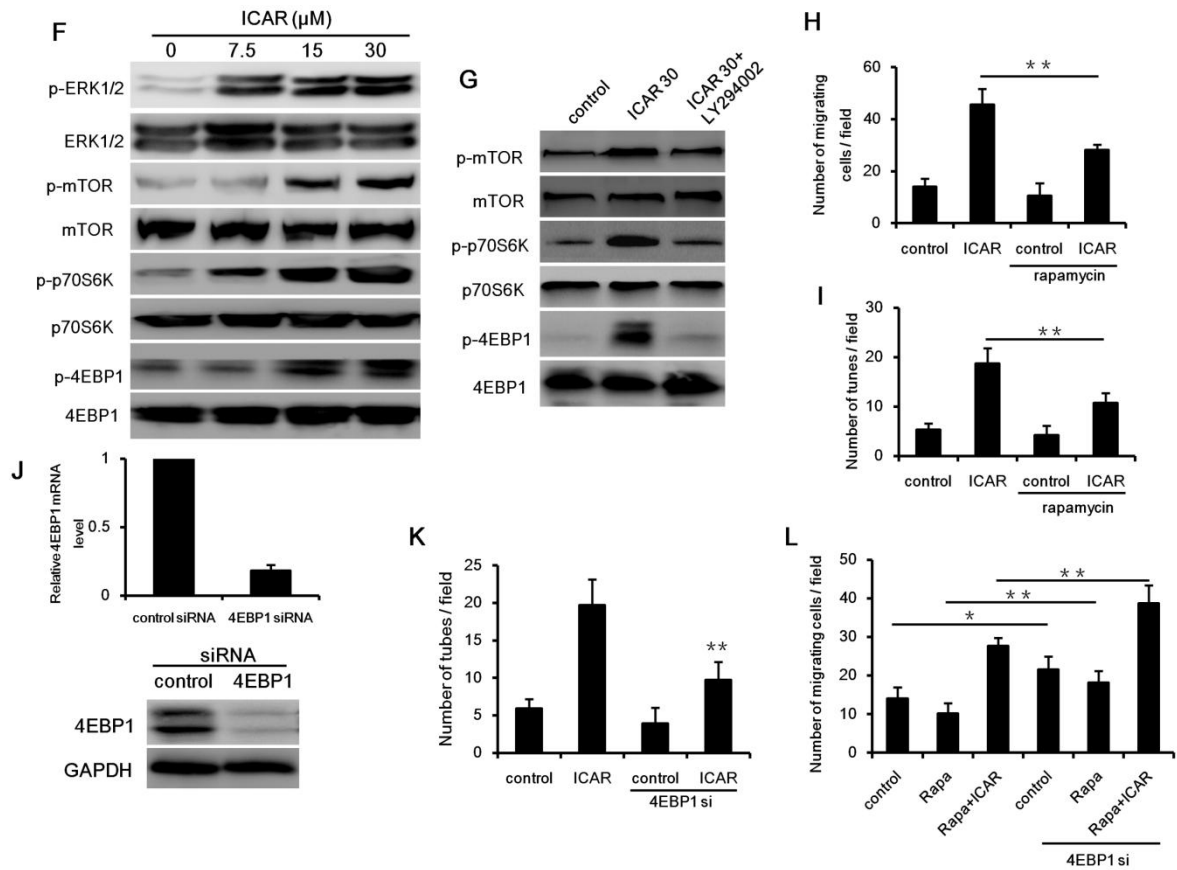 F
ICAR (µM)
0 7.5 15 30
p-ERK1/2
ERK1/2
p-mTOR
mTOR
p-p70S6K
p70S6K
p-4EBP1
4EBP1
G
control
ICAR 30
ICAR 30+
LY294002
p-mTOR
mTOR
p-p70S6K
p70S6K
p-4EBP1
4EBP1
H
Number of migrating
cells / field
60
40
20
0
* *
control ICAR control ICAR
rapamycin
I
Number of tunes / field
30
20
10
0
* *
control ICAR control ICAR
rapamycin
J
Relative 4EBP1 mRNA
level
1
0.5
0
control siRNA 4EBP1 siRNA
siRNA
control 4EBP1
4EBP1
GAPDH
K
Number of tubes / field
25
20
15
10
5
0
**
control ICAR control ICAR
4EBP1 si
L
Number of migrating cells / field
50
40
30
20
10
0
* *
* *
*
control
Rapa
Rapa+ICAR
control
Rapa
Rapa+ICAR
4EBP1 si